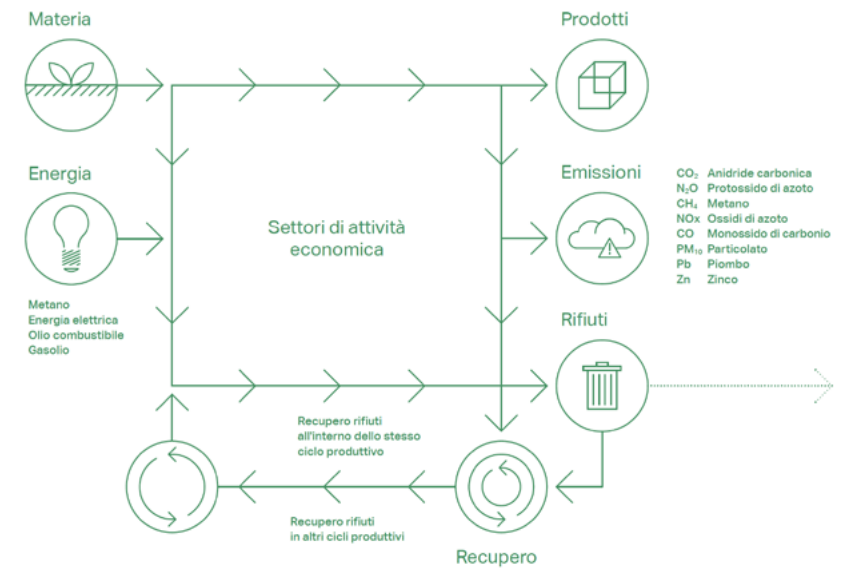 Materia
Prodotti
Energia
Metano
Energia elettrica
Olio combustibile
Gasolio
Settori di attività
economica
Emissioni
CO₂ Anidride carbonica
N₂O Protossido di azoto
CH₄ Metano
NOx Ossidi di azoto
CO Monossido di carbonio
PM₁₀ Particolato
Pb Piombo
Zn Zinco
Rifiuti
Recupero rifiuti
all'interno dello stesso
ciclo produttivo
Recupero rifiuti
in altri cicli produttivi
Recupero